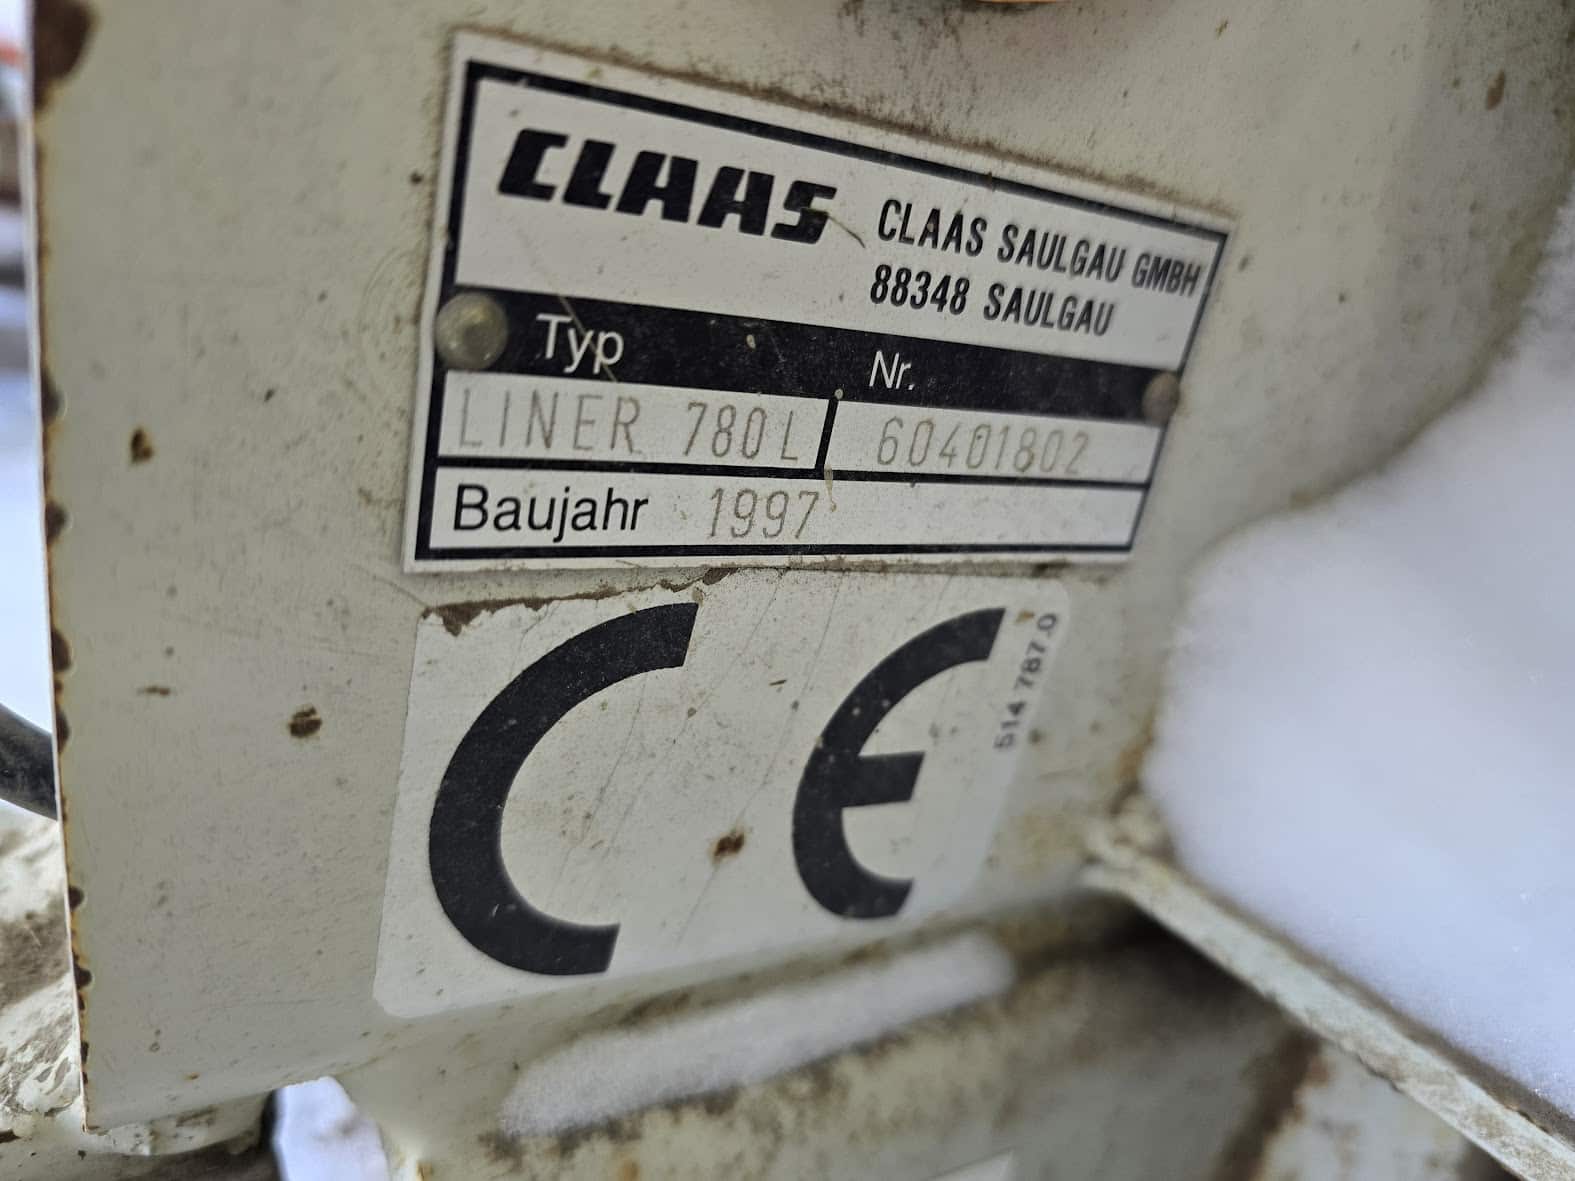 CLAAS
CLAAS SAULGAU GMBH
88348 SAULGAU
Typ Nr.
LINER 780L 60401802
Baujahr 1997
CE
514 787.0